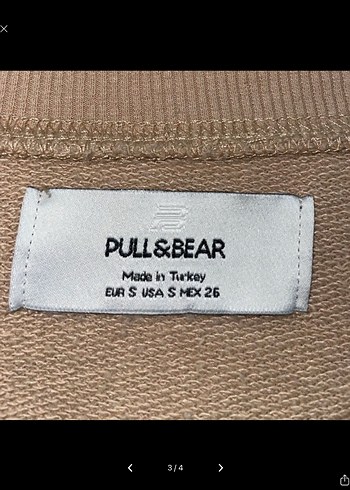 PULL&BEAR
Made in Turkey
EUR S USA S MEX 26
3/4